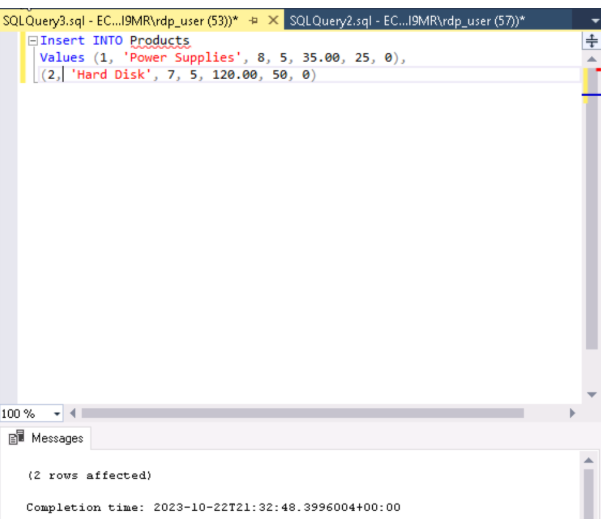 SQLQuery3.sql - EC...I9MR\rdp_user (53))* SQLQuery2.sql - EC...I9MR\rdp_user (57))*
Insert INTO Products
Values (1, 'Power Supplies', 8, 5, 35.00, 25, 0),
(2, 'Hard Disk', 7, 5, 120.00, 50, 0)
100 %
Messages
(2 rows affected)
Completion time: 2023-10-22T21:32:48.3996004+00:00